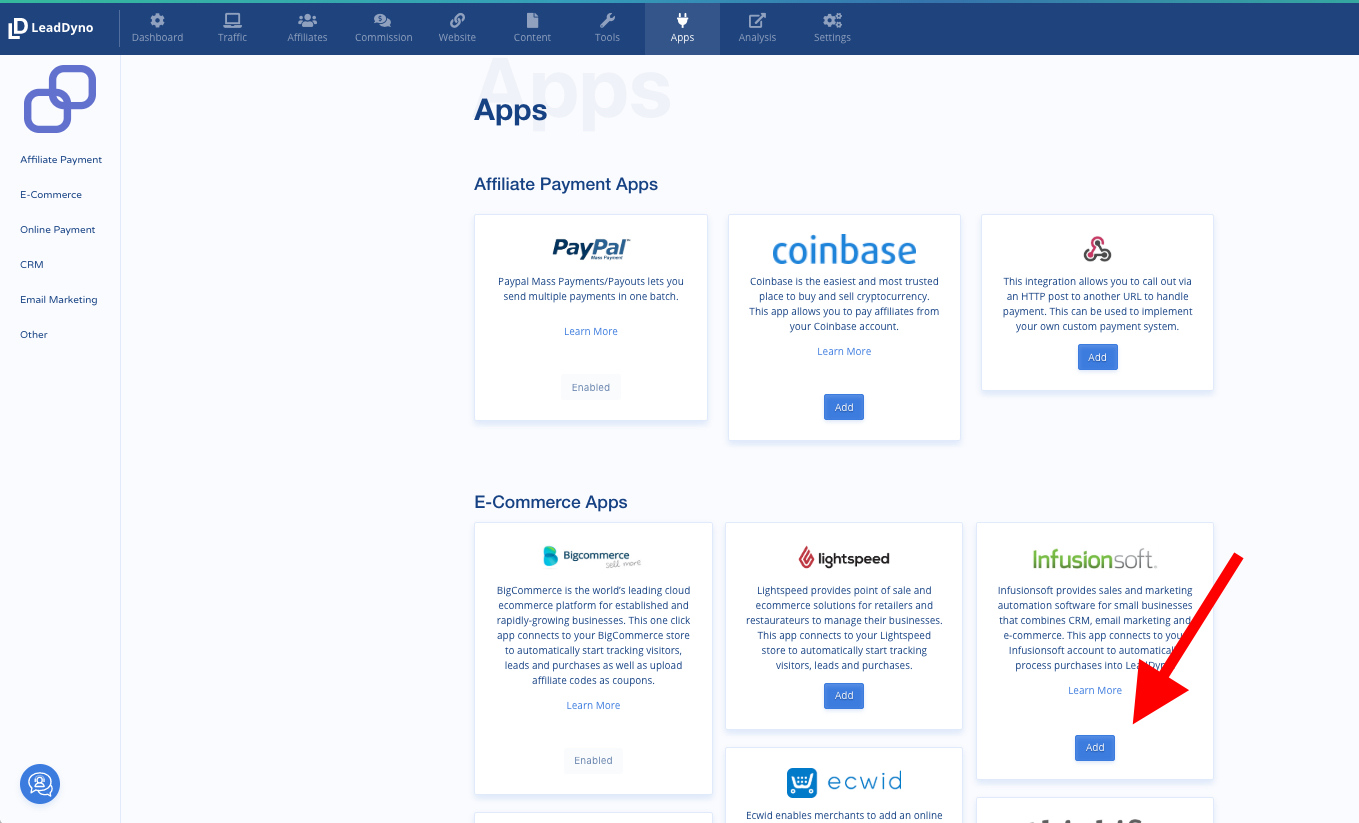 LeadDyno
Dashboard
Traffic
Affiliates
Commission
Website
Content
Tools
Apps
Analysis
Settings
Affiliate Payment
E-Commerce
Online Payment
CRM
Email Marketing
Other
Apps
Apps
Affiliate Payment Apps
PayPal™
Mass Payment
Paypal Mass Payments/Payouts lets you
send multiple payments in one batch.
Learn More
Enabled
coinbase
Coinbase is the easiest and most trusted
place to buy and sell cryptocurrency.
This app allows you to pay affiliates from
your Coinbase account.
Learn More
Add
This integration allows you to call out via
an HTTP post to another URL to handle
payment. This can be used to implement
your own custom payment system.
Add
E-Commerce Apps
Bigcommerce
sell more
BigCommerce is the world's leading cloud
ecommerce platform for established and
rapidly-growing businesses. This one click
app connects to your BigCommerce store
to automatically start tracking visitors,
leads and purchases as well as upload
affiliate codes as coupons.
Learn More
Enabled
lightspeed
Lightspeed provides point of sale and
ecommerce solutions for retailers and
restaurateurs to manage their businesses.
This app connects to your Lightspeed
store to automatically start tracking
visitors, leads and purchases.
Add
Infusionsoft.
Infusionsoft provides sales and marketing
automation software for small businesses
that combines CRM, email marketing and
e-commerce. This app connects to your
Infusionsoft account to automatically
process purchases into LeadDyno.
Learn More
Add
ecwid
Ecwid enables merchants to add an online